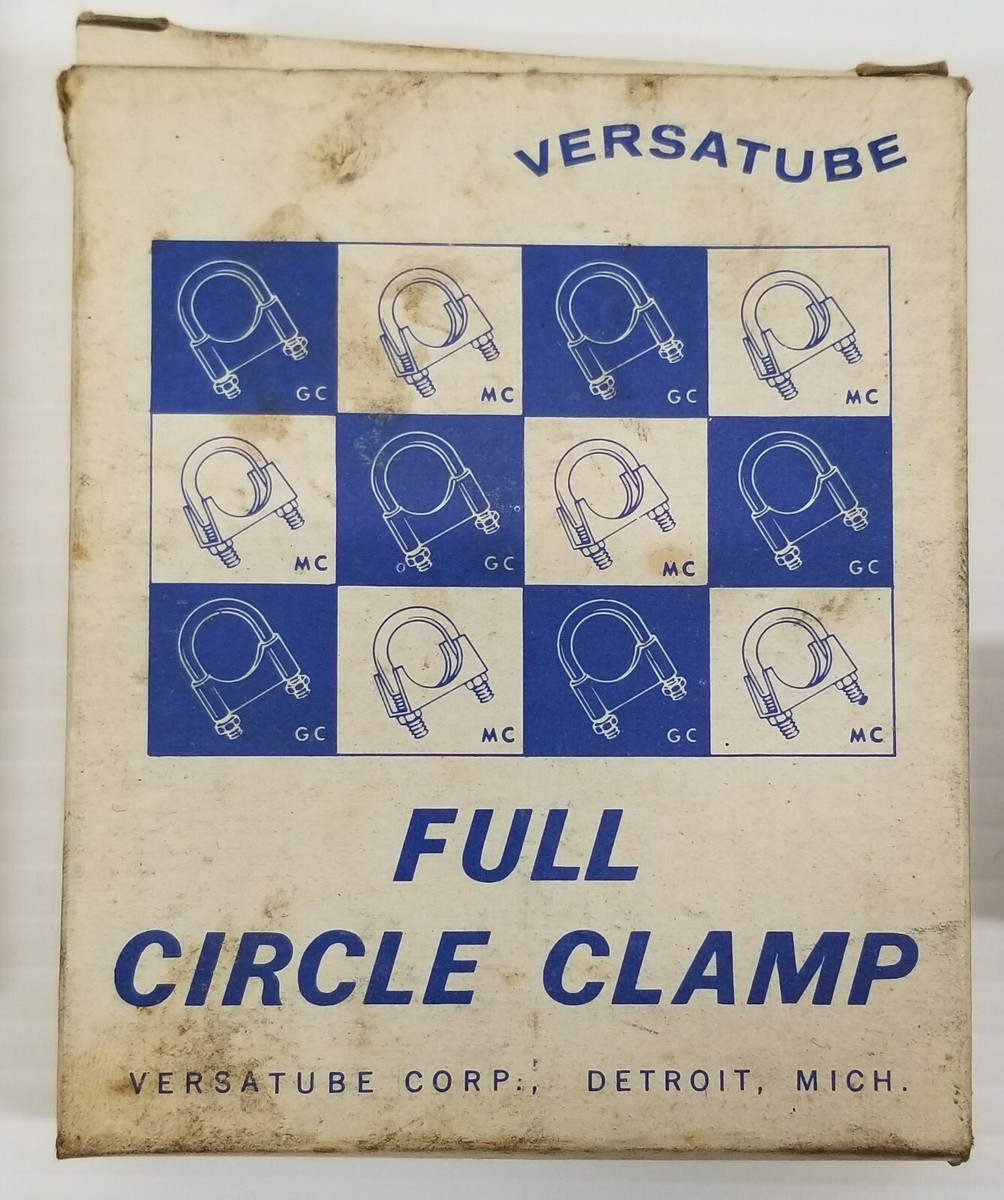 VERSATUBE
GC MC GC MC
MC GC MC GC
GC MC GC MC
FULL
CIRCLE CLAMP
VERSATUBE CORP., DETROIT, MICH.